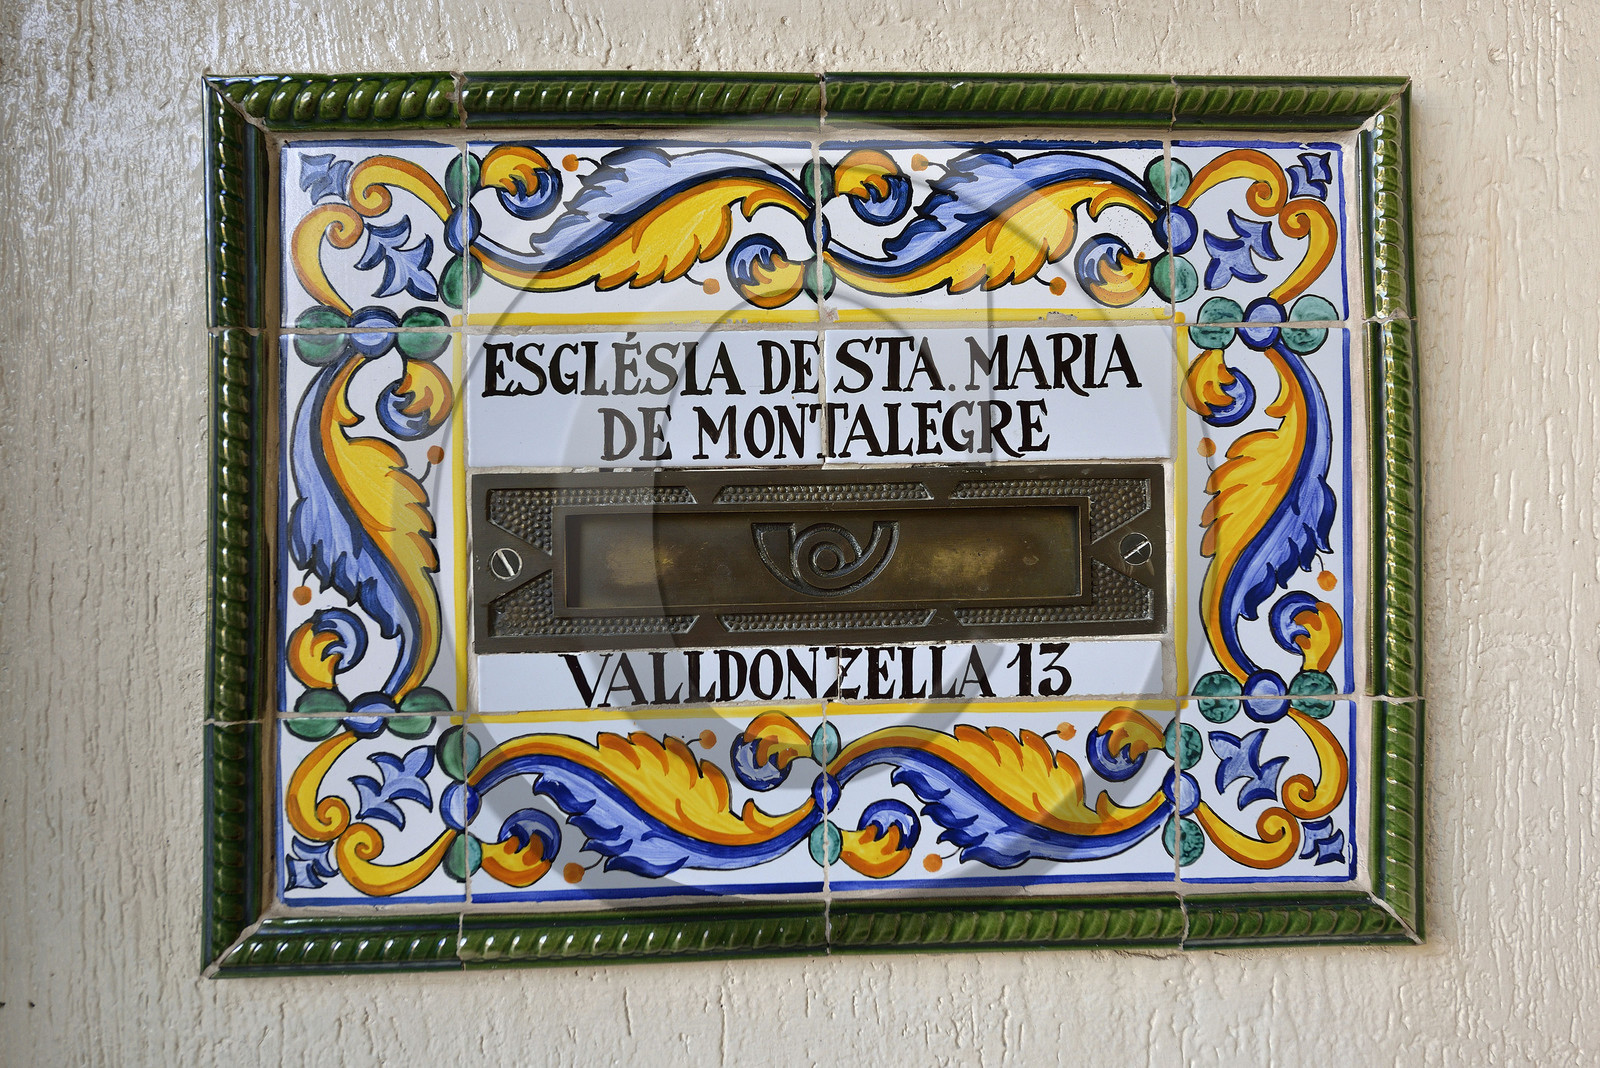 ESGLÉSIA DE STA. MARIA
DE MONTALEGRE
VALLDONZELLA 13